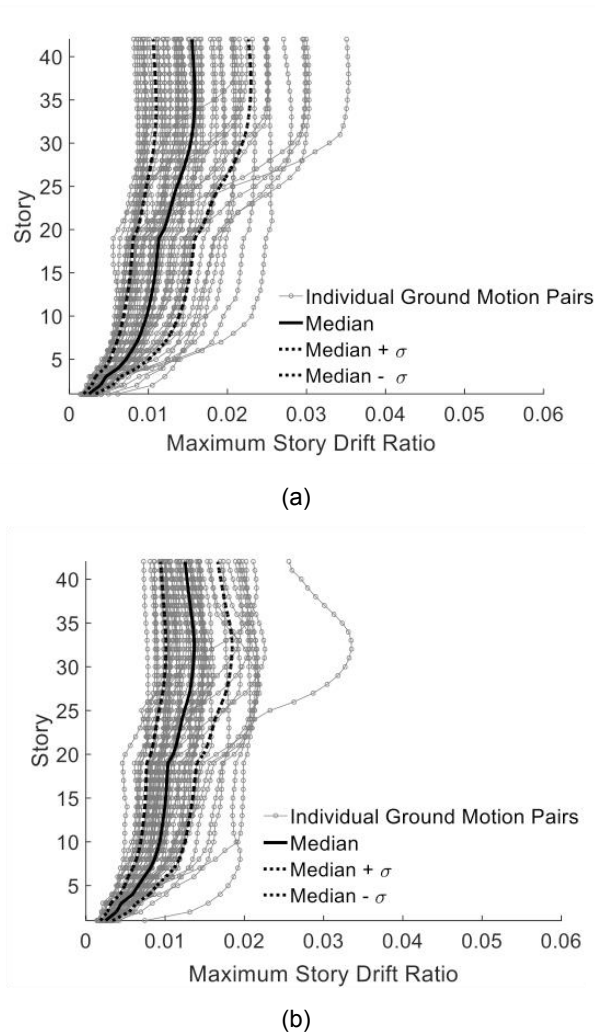 40
35
30
25
20
15
10
5
Story
Individual Ground Motion Pairs
Median
Median + σ
Median - σ
0 0.01 0.02 0.03 0.04 0.05 0.06
Maximum Story Drift Ratio
(a)
40
35
30
25
20
15
10
5
Story
Individual Ground Motion Pairs
Median
Median + σ
Median - σ
0 0.01 0.02 0.03 0.04 0.05 0.06
Maximum Story Drift Ratio
(b)